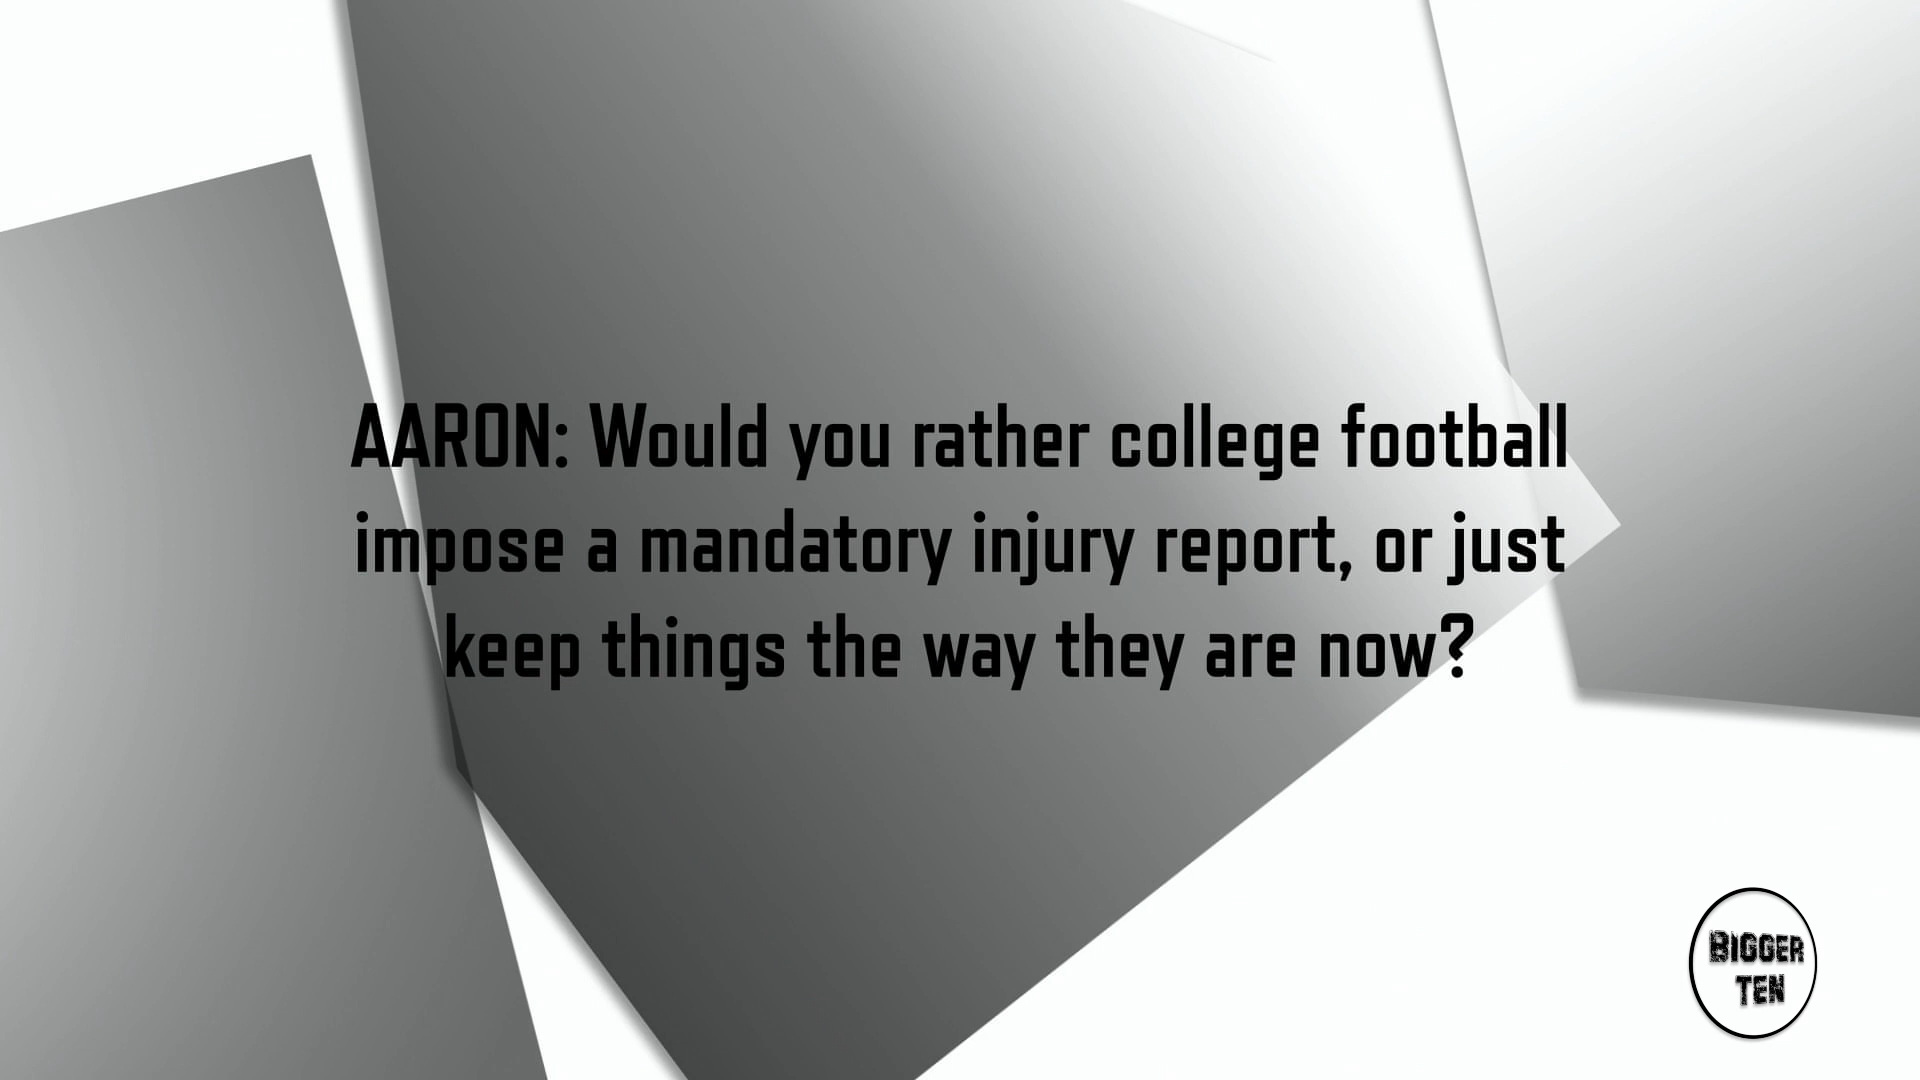 AARON: Would you rather college football
impose a mandatory injury report, or just
keep things the way they are now?
BIGGER
TEN